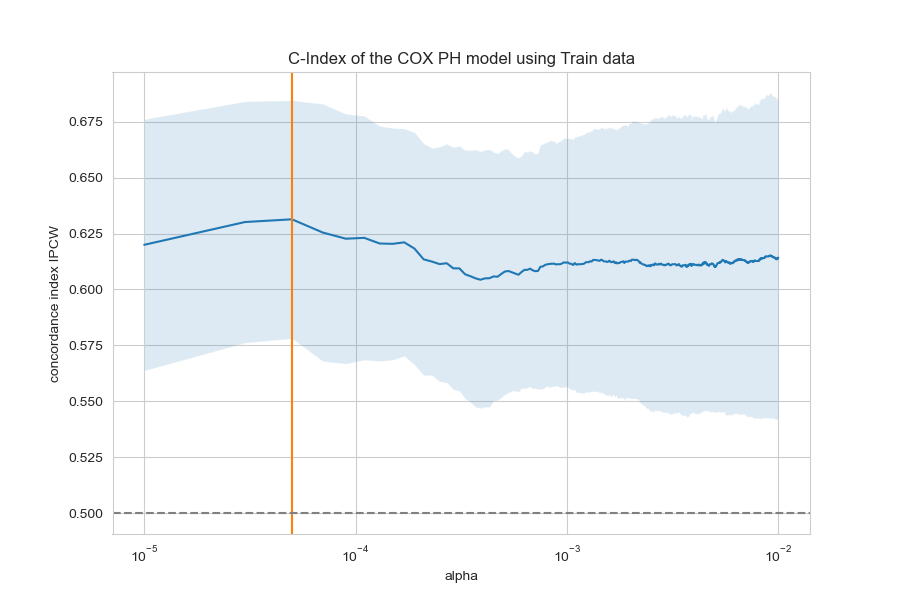 C-Index of the COX PH model using Train data
concordance index IPCW
0.675
0.650
0.625
0.600
0.575
0.550
0.525
0.500
10⁻⁵ 10⁻⁴ 10⁻³ 10⁻²
alpha